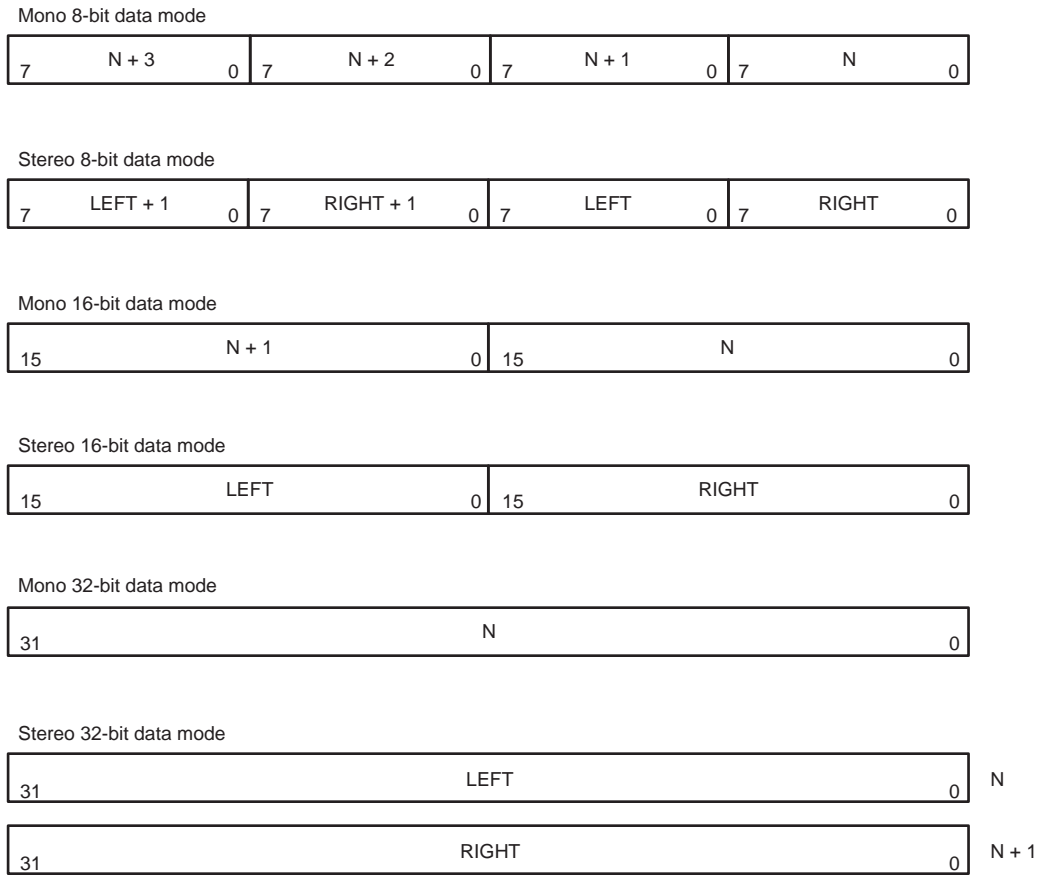 Mono 8-bit data mode
N + 3 N + 2 N + 1 N
7 0 7 0 7 0 7 0
Stereo 8-bit data mode
LEFT + 1 RIGHT + 1 LEFT RIGHT
7 0 7 0 7 0 7 0
Mono 16-bit data mode
N + 1 N
15 0 15 0
Stereo 16-bit data mode
LEFT RIGHT
15 0 15 0
Mono 32-bit data mode
N
31 0
Stereo 32-bit data mode
LEFT N
31 0
RIGHT N + 1
31 0